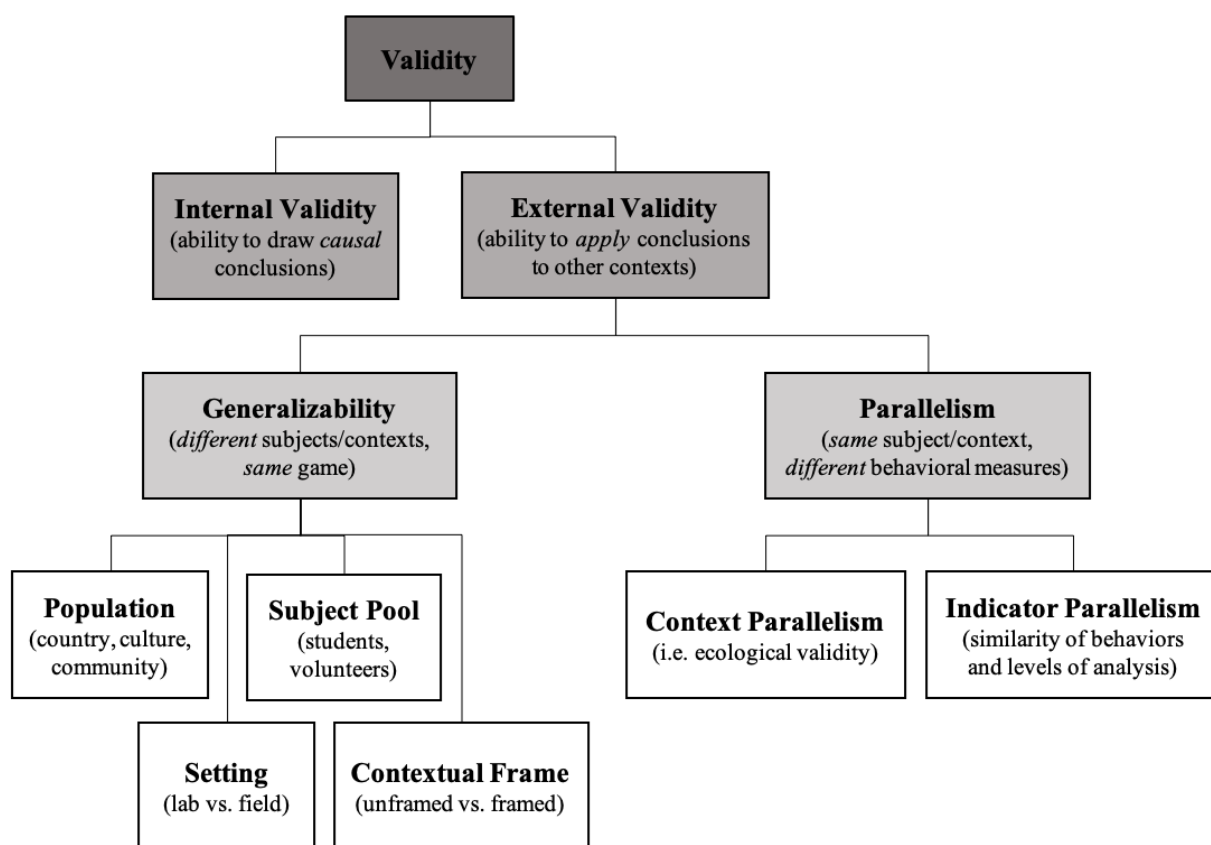 Validity
Internal Validity
(ability to draw causal
conclusions)
External Validity
(ability to apply conclusions
to other contexts)
Generalizability
(different subjects/contexts,
same game)
Parallelism
(same subject/context,
different behavioral measures)
Population
(country, culture,
community)
Subject Pool
(students,
volunteers)
Context Parallelism
(i.e. ecological validity)
Indicator Parallelism
(similarity of behaviors
and levels of analysis)
Setting
(lab vs. field)
Contextual Frame
(unframed vs. framed)